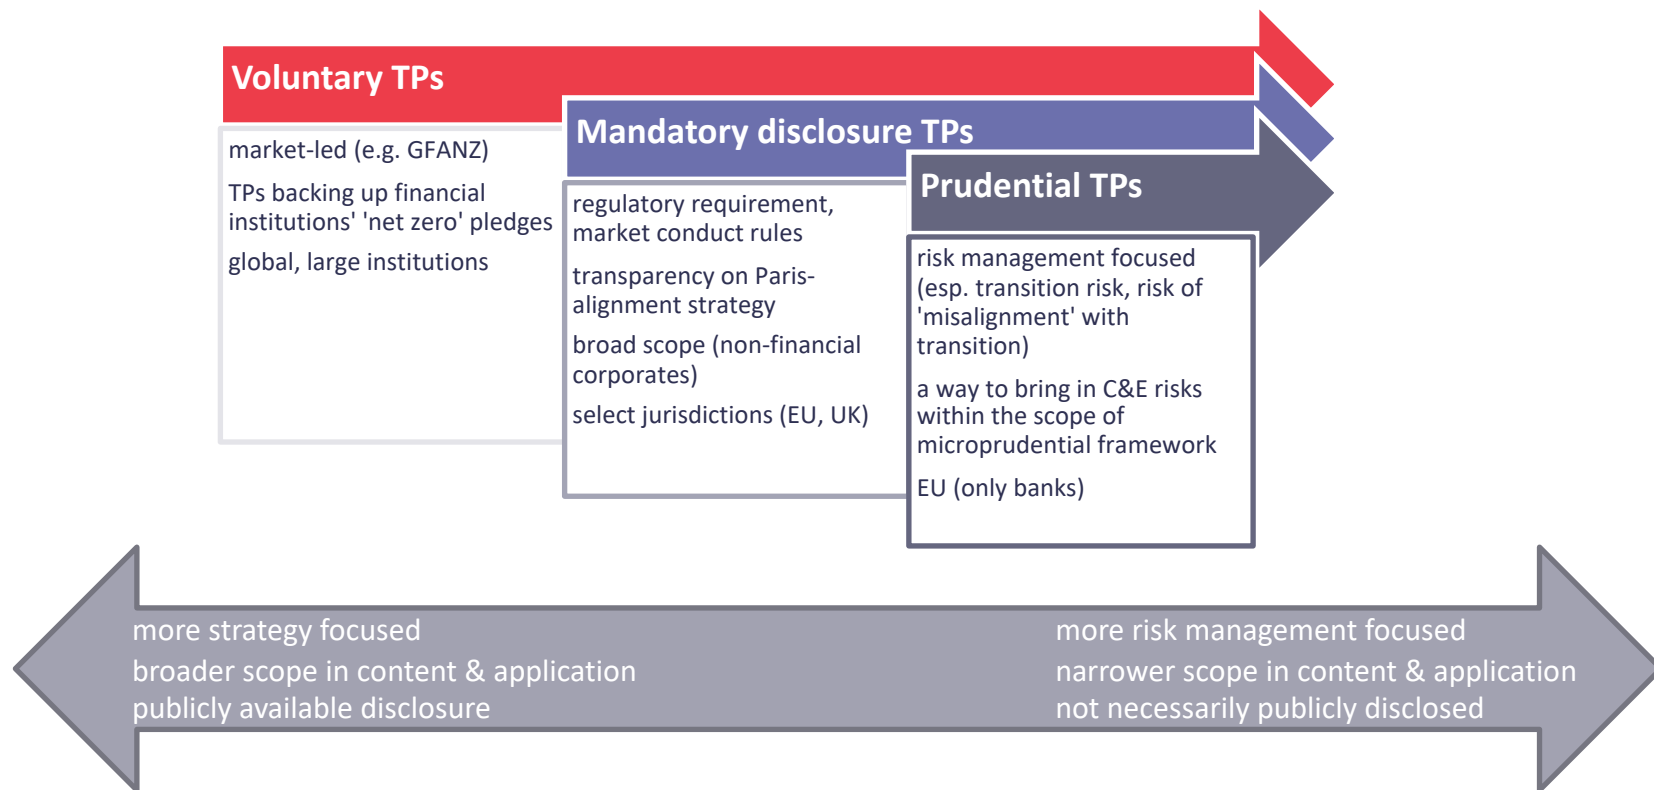 Voluntary TPs
market-led (e.g. GFANZ)
TPs backing up financial
institutions' 'net zero' pledges
global, large institutions
Mandatory disclosure TPs
regulatory requirement,
market conduct rules
transparency on Paris-
alignment strategy
broad scope (non-financial
corporates)
select jurisdictions (EU, UK)
Prudential TPs
risk management focused
(esp. transition risk, risk of
'misalignment' with
transition)
a way to bring in C&E risks
within the scope of
microprudential framework
EU (only banks)
more strategy focused
broader scope in content & application
publicly available disclosure
more risk management focused
narrower scope in content & application
not necessarily publicly disclosed